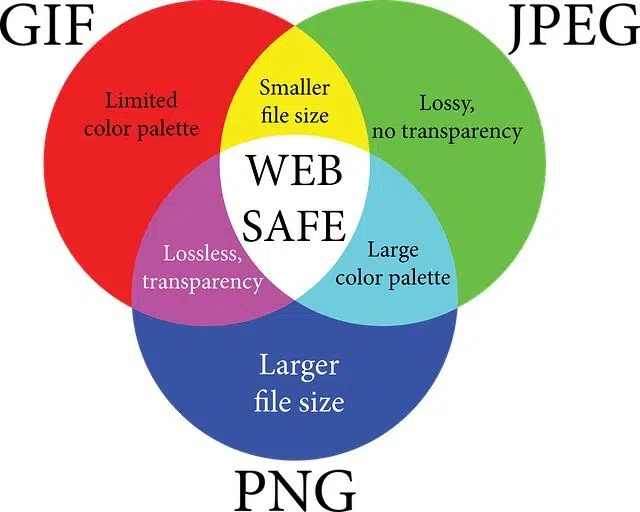 GIF
JPEG
Limited
color palette
Smaller
file size
Lossy,
no transparency
WEB
SAFE
Lossless,
transparency
Large
color palette
Larger
file size
PNG